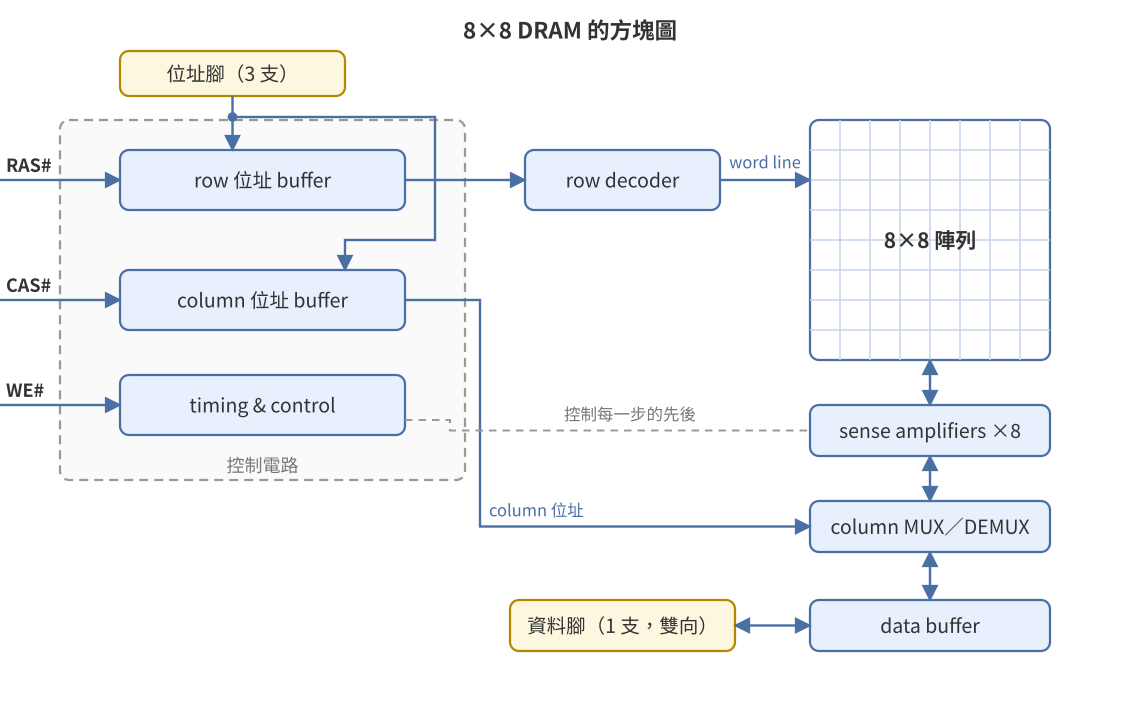 8×8 DRAM 的方塊圖
位址腳（3 支）
RAS#
row 位址 buffer
row decoder
word line
8×8 陣列
CAS#
column 位址 buffer
WE#
timing & control
控制每一步的先後
sense amplifiers ×8
控制電路
column 位址
column MUX／DEMUX
資料腳（1 支，雙向）
data buffer